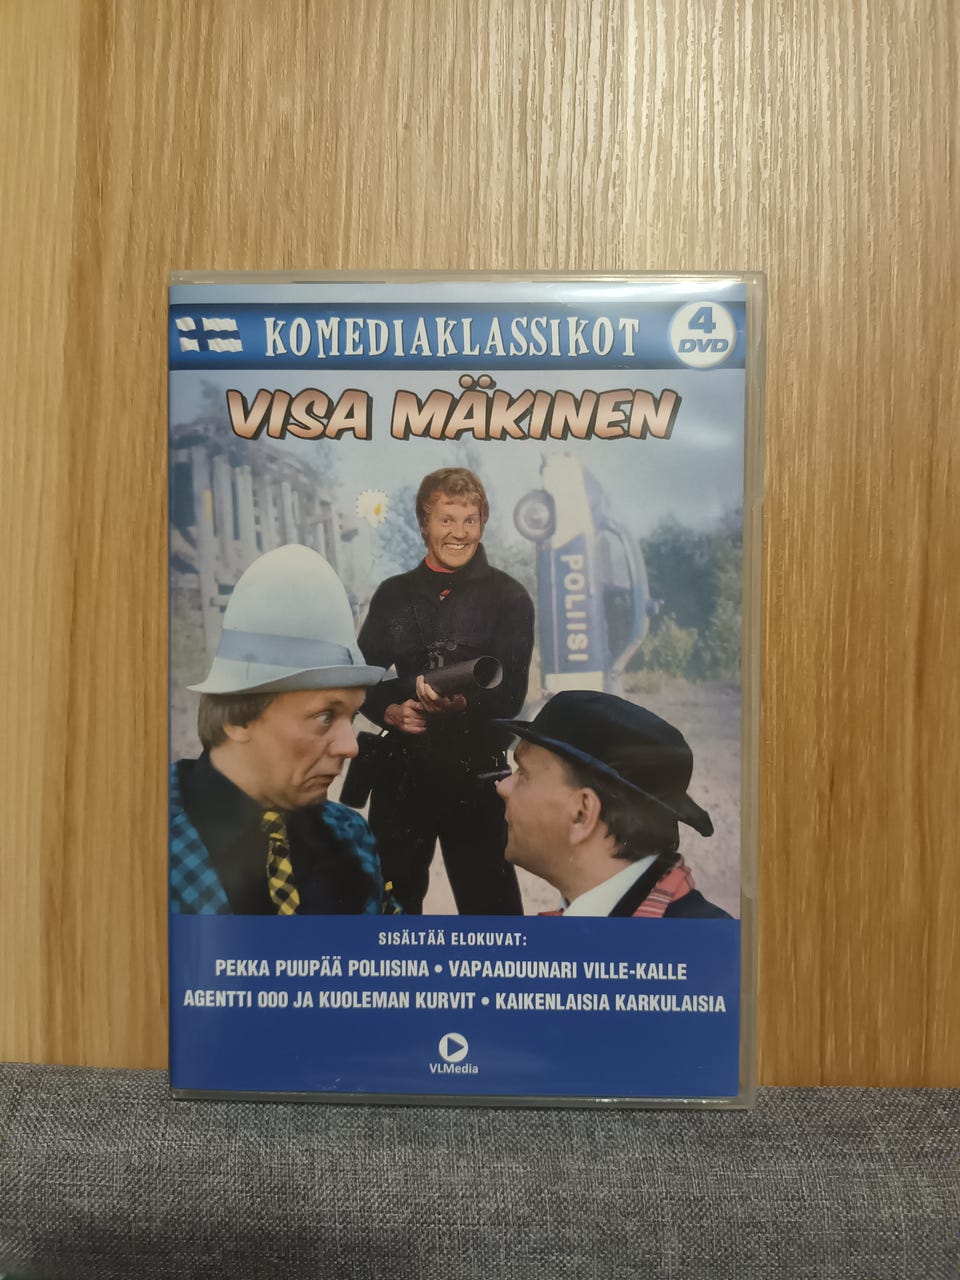 KOMEDIAKLASSIKOT
4
DVD
VISA MÄKINEN
POLIISI
SISÄLTÄÄ ELOKUVAT:
PEKKA PUUPÄÄ POLIISINA • VAPAADUUNARI VILLE-KALLE
AGENTTI 000 JA KUOLEMAN KURVIT • KAIKENLAISIA KARKULAISIA
VLMedia